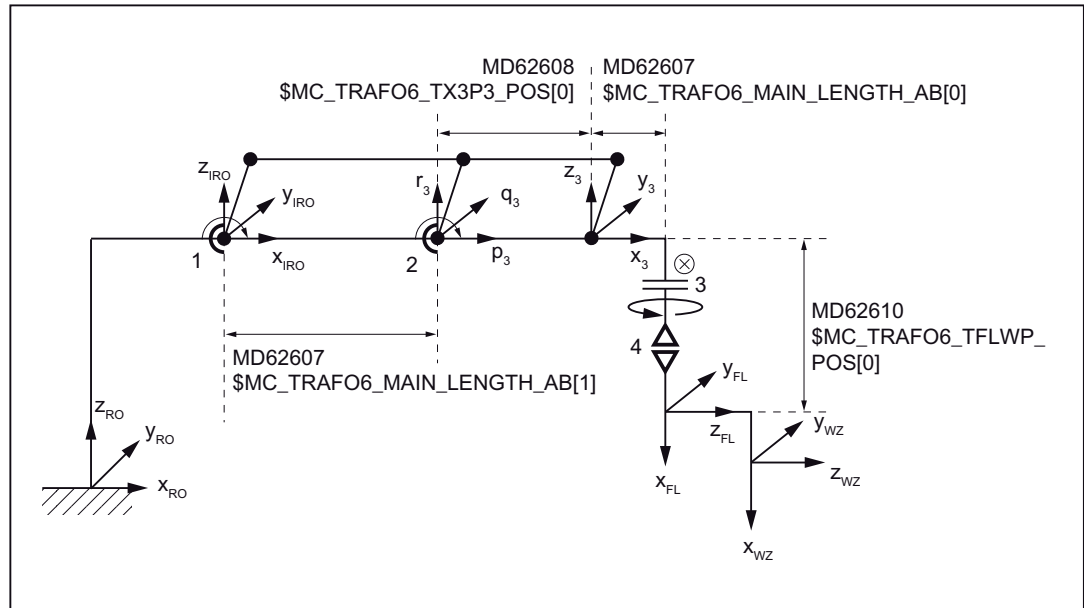 MD62608
$MC_TRAFO6_TX3P3_POS[0]
MD62607
$MC_TRAFO6_MAIN_LENGTH_AB[0]
z_IRO
y_IRO
x_IRO
1
r_3
q_3
p_3
2
z_3
y_3
x_3
3
4
MD62607
$MC_TRAFO6_MAIN_LENGTH_AB[1]
MD62610
$MC_TRAFO6_TFLWP_
POS[0]
z_RO
y_RO
x_RO
y_FL
z_FL
x_FL
y_WZ
z_WZ
x_WZ